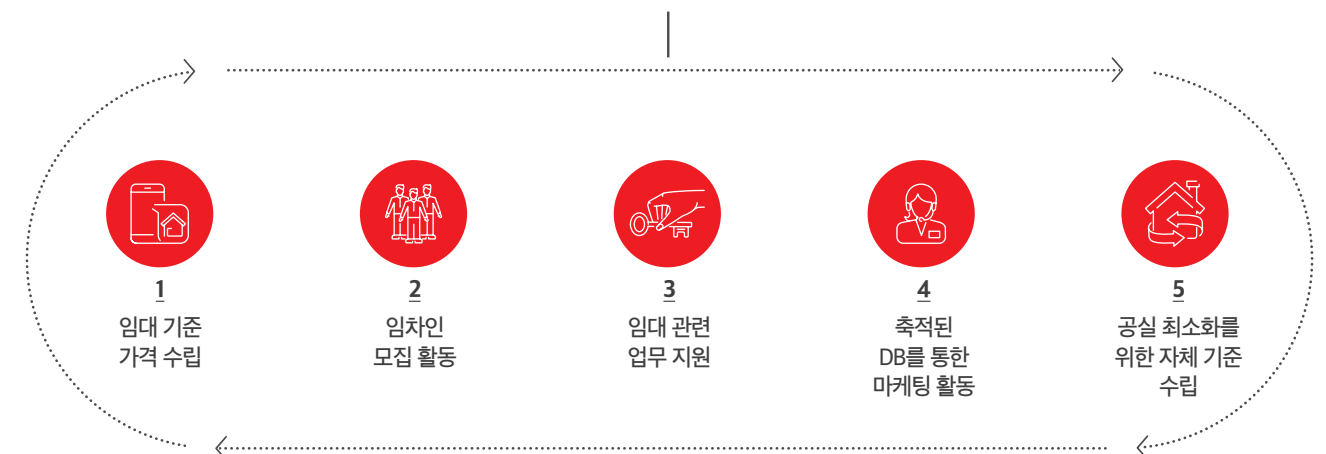 1
임대 기준
가격 수립
2
임차인
모집 활동
3
임대 관련
업무 지원
4
축적된
DB를 통한
마케팅 활동
5
공실 최소화를
위한 자체 기준
수립